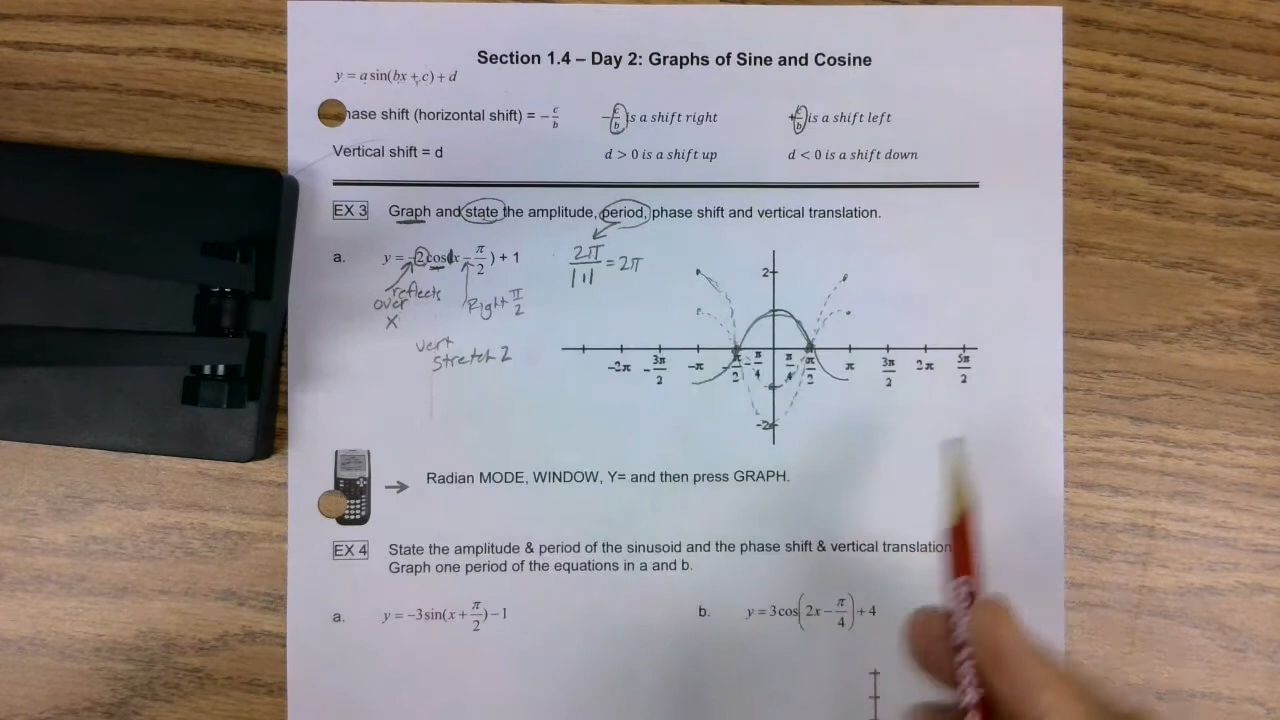 Section 1.4 – Day 2: Graphs of Sine and Cosine
y = a sin(bx + c) + d
hase shift (horizontal shift) = −c/b   −c/b is a shift right   +c/b is a shift left
Vertical shift = d   d > 0 is a shift up   d < 0 is a shift down
EX 3 Graph and state the amplitude, period, phase shift and vertical translation.
a. y = −2cos(x − π/2) + 1
2π/|1| = 2π
reflects
over
x
Right π/2
vert
stretch 2
2
−2π −3π/2 −π −π/2 −π/4 π/4 π/2 π 3π/2 2π 5π/2
−2
Radian MODE, WINDOW, Y= and then press GRAPH.
EX 4 State the amplitude & period of the sinusoid and the phase shift & vertical translation
Graph one period of the equations in a and b.
a. y = −3sin(x + π/2) − 1   b. y = 3cos(2x − π/4) + 4